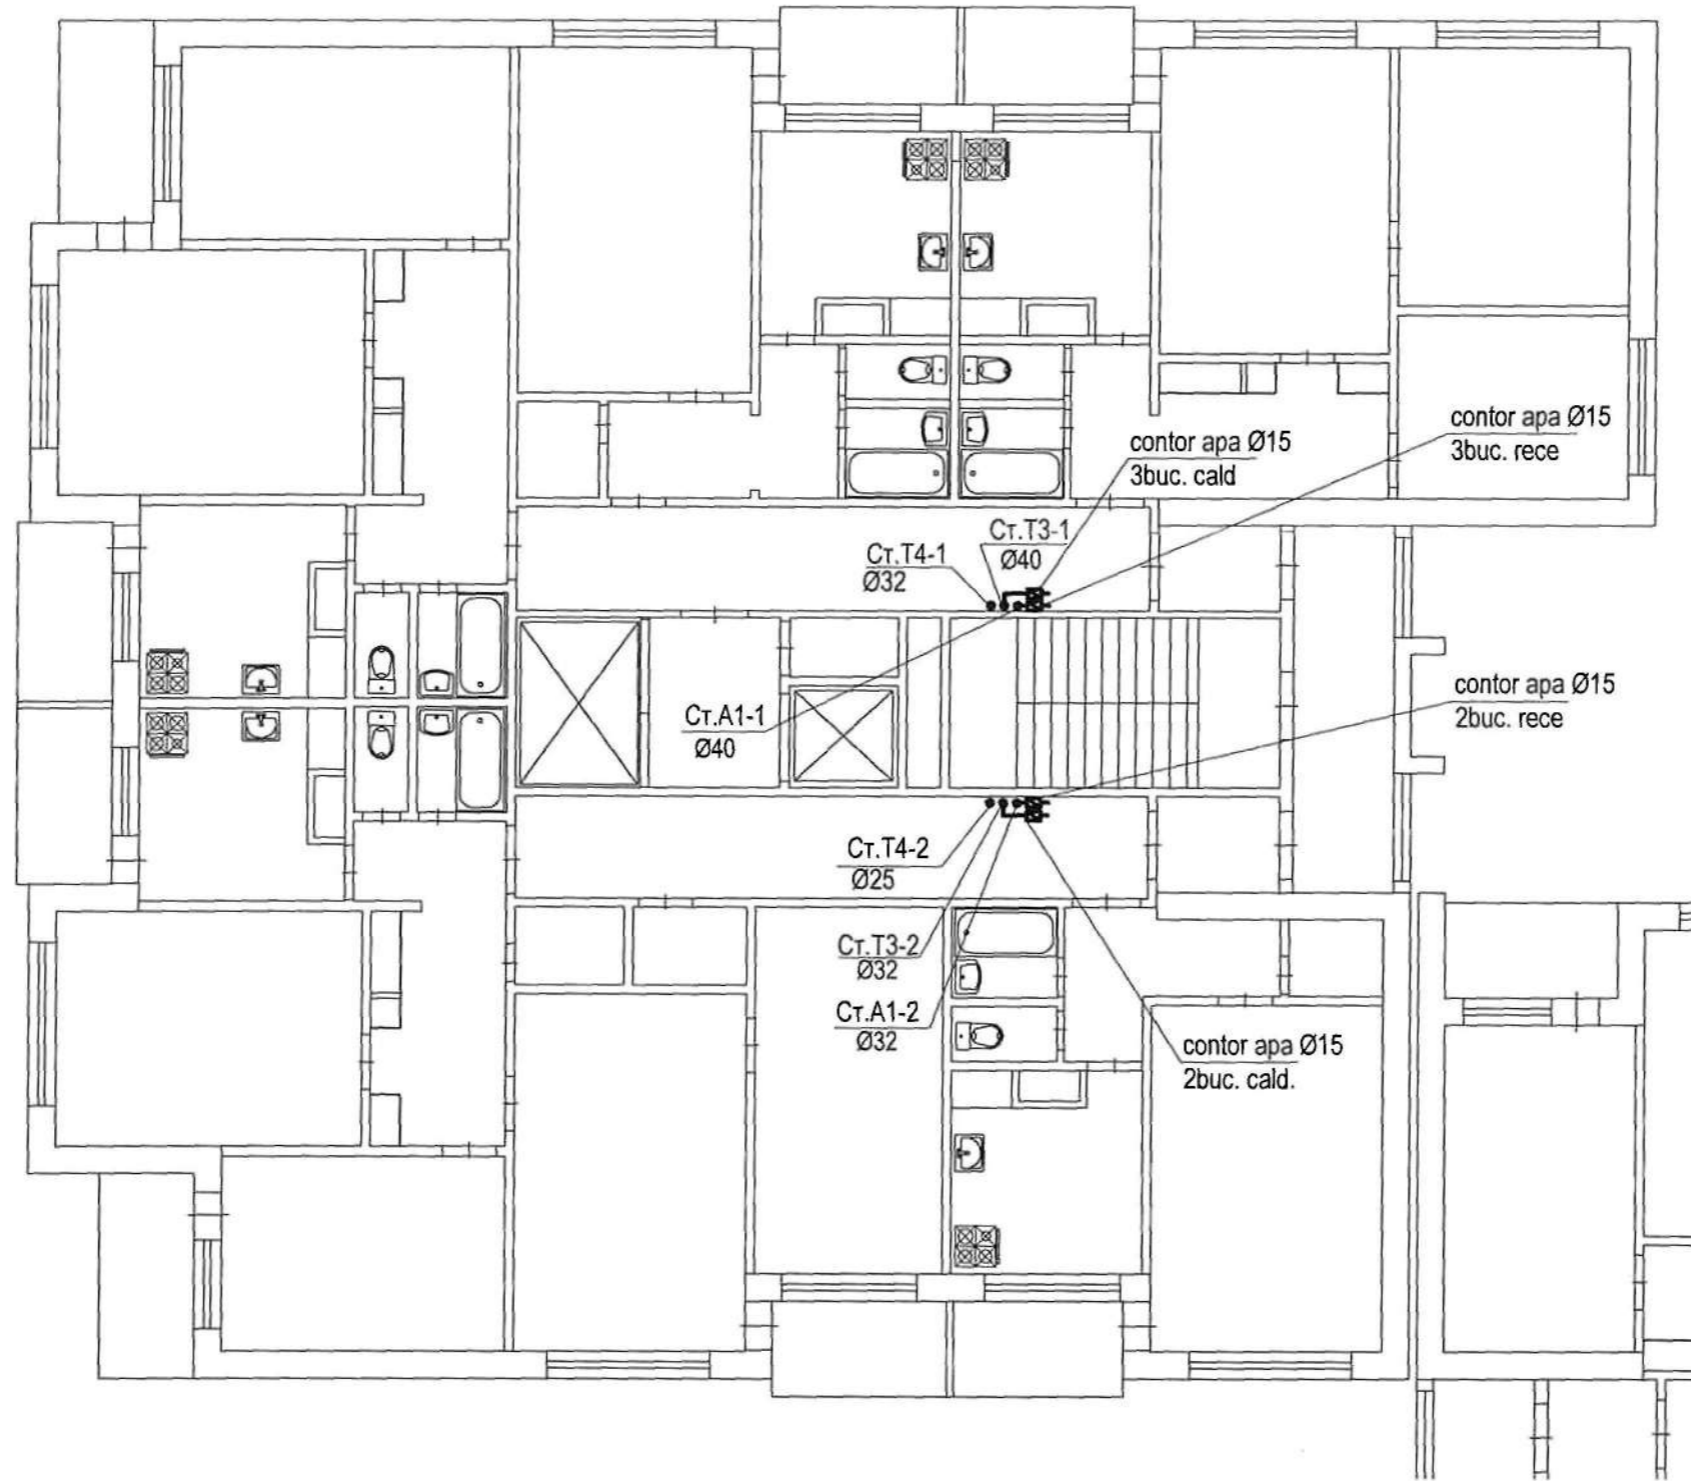 contor apa Ø15
3buc. rece
contor apa Ø15
3buc. cald
Ст.Т3-1
Ø40
Ст.Т4-1
Ø32
Ст.А1-1
Ø40
contor apa Ø15
2buc. rece
Ст.Т4-2
Ø25
Ст.Т3-2
Ø32
Ст.А1-2
Ø32
contor apa Ø15
2buc. cald.